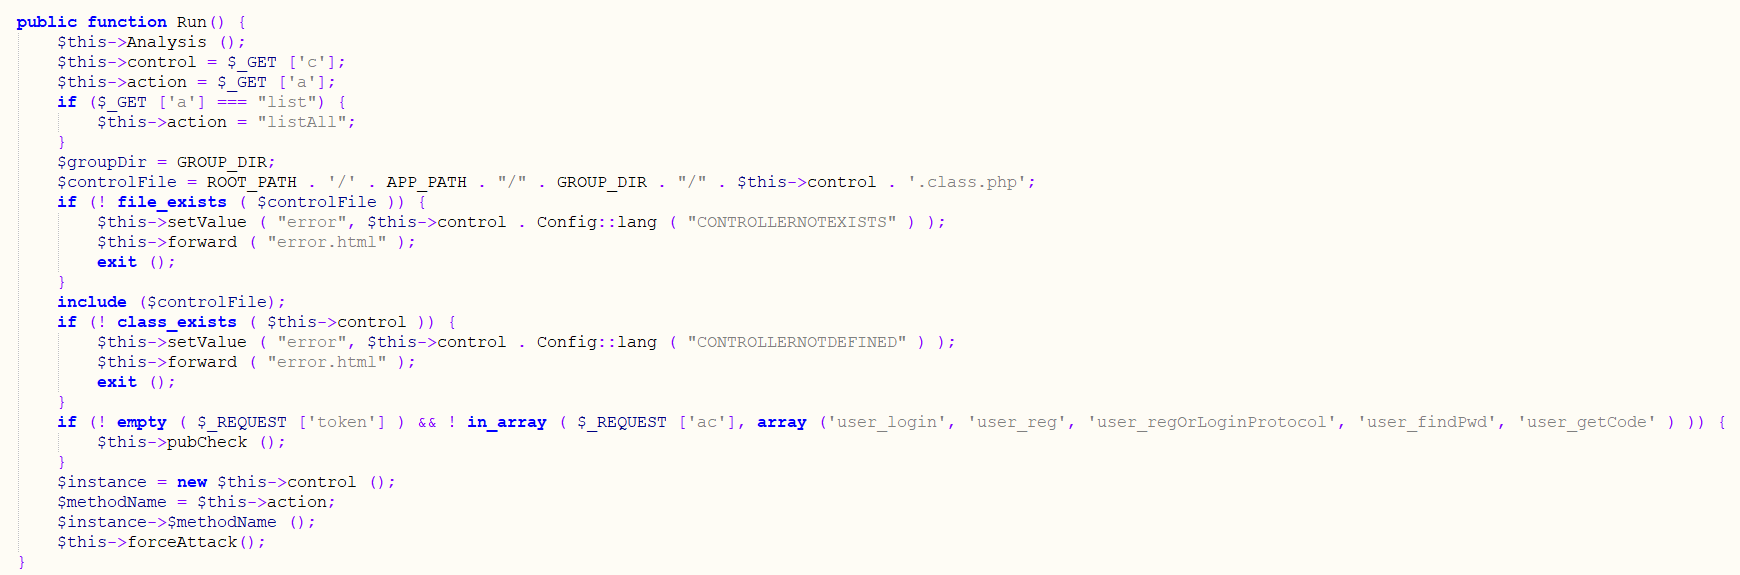 public function Run() {
    $this->Analysis ();
    $this->control = $_GET ['c'];
    $this->action = $_GET ['a'];
    if ($_GET ['a'] === "list") {
        $this->action = "listAll";
    }
    $groupDir = GROUP_DIR;
    $controlFile = ROOT_PATH . '/' . APP_PATH . "/" . GROUP_DIR . "/" . $this->control . '.class.php';
    if (! file_exists ( $controlFile )) {
        $this->setValue ( "error", $this->control . Config::lang ( "CONTROLLERNOTEXISTS" ) );
        $this->forward ( "error.html" );
        exit ();
    }
    include ($controlFile);
    if (! class_exists ( $this->control )) {
        $this->setValue ( "error", $this->control . Config::lang ( "CONTROLLERNOTDEFINED" ) );
        $this->forward ( "error.html" );
        exit ();
    }
    if (! empty ( $_REQUEST ['token'] ) && ! in_array ( $_REQUEST ['ac'], array ('user_login', 'user_reg', 'user_regOrLoginProtocol', 'user_findPwd', 'user_getCode' ) )) {
        $this->pubCheck ();
    }
    $instance = new $this->control ();
    $methodName = $this->action;
    $instance->$methodName ();
    $this->forceAttack();
}